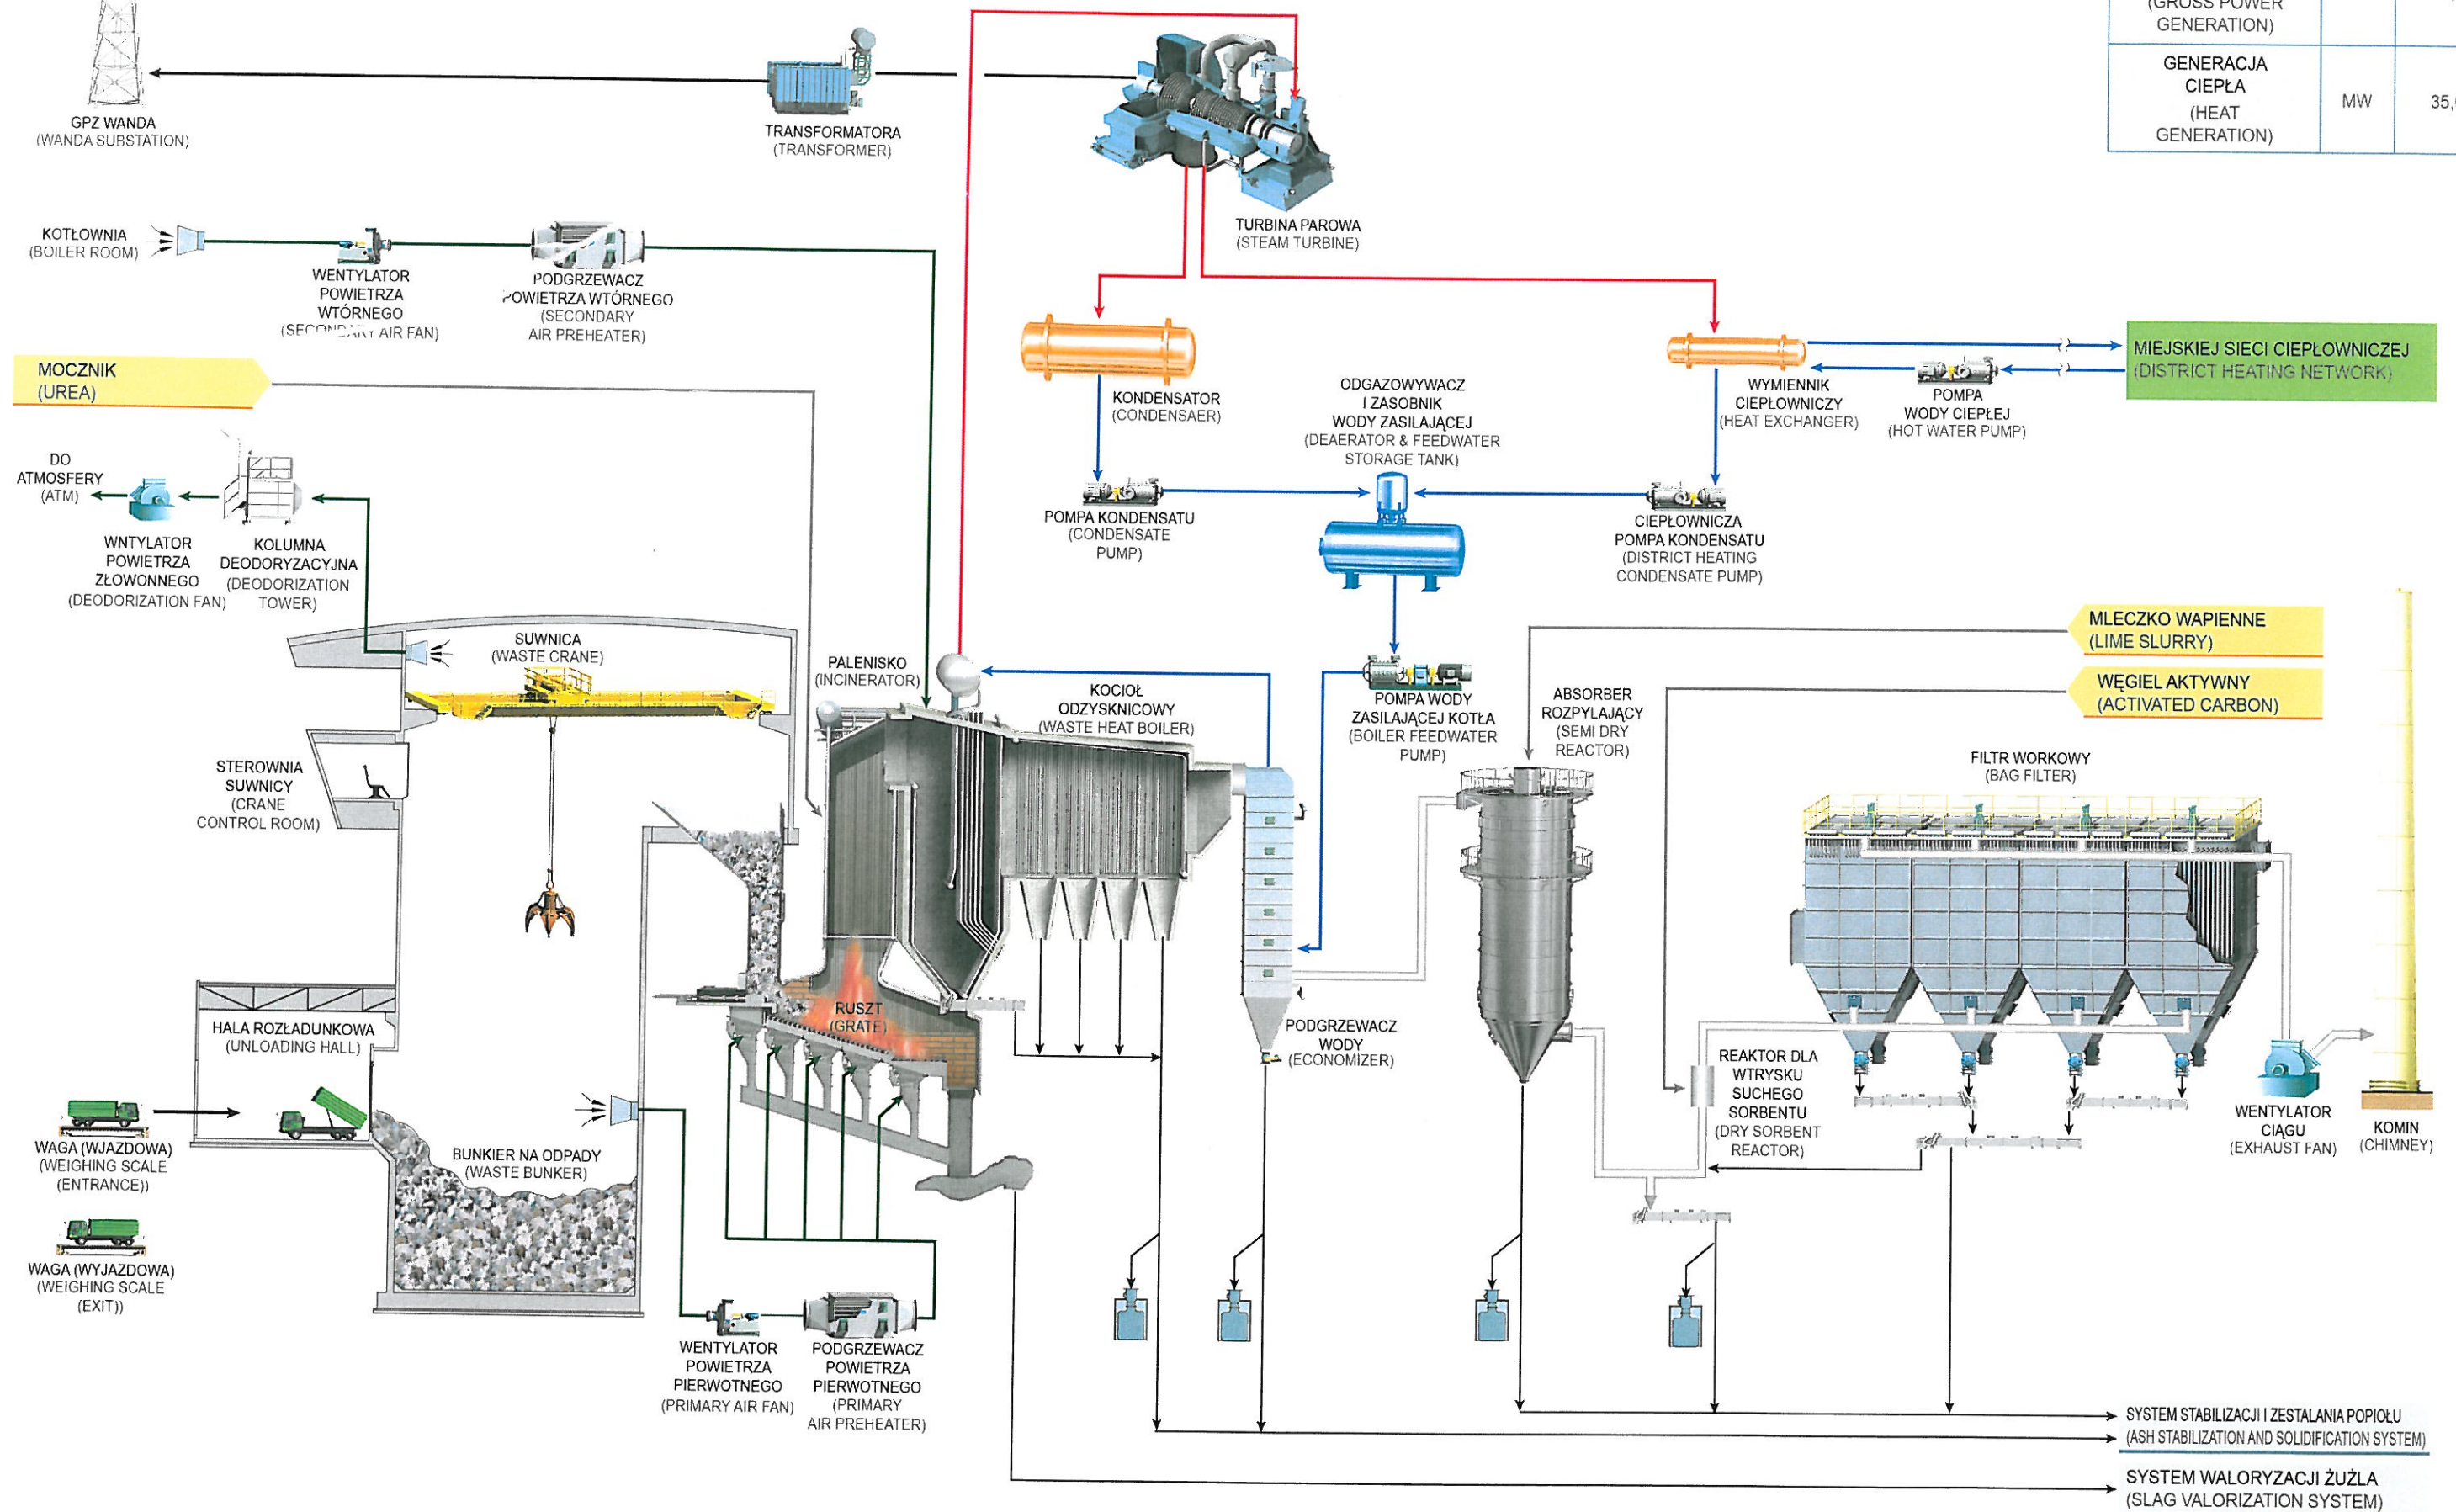 (GROSS POWER
GENERATION)
GENERACJA
CIEPŁA
(HEAT
GENERATION)
MW
35,
GPZ WANDA
(WANDA SUBSTATION)
TRANSFORMATORA
(TRANSFORMER)
TURBINA PAROWA
(STEAM TURBINE)
KOTŁOWNIA
(BOILER ROOM)
WENTYLATOR
POWIETRZA
WTÓRNEGO
(SECONDARY AIR FAN)
PODGRZEWACZ
POWIETRZA WTÓRNEGO
(SECONDARY
AIR PREHEATER)
MOCZNIK
(UREA)
KONDENSATOR
(CONDENSAER)
ODGAZOWYWACZ
I ZASOBNIK
WODY ZASILAJĄCEJ
(DEAERATOR & FEEDWATER
STORAGE TANK)
WYMIENNIK
CIEPŁOWNICZY
(HEAT EXCHANGER)
POMPA
WODY CIEPŁEJ
(HOT WATER PUMP)
MIEJSKIEJ SIECI CIEPŁOWNICZEJ
(DISTRICT HEATING NETWORK)
DO
ATMOSFERY
(ATM)
WNTYLATOR
POWIETRZA
ZŁOWONNEGO
(DEODORIZATION FAN)
KOLUMNA
DEODORYZACYJNA
(DEODORIZATION
TOWER)
POMPA KONDENSATU
(CONDENSATE
PUMP)
CIEPŁOWNICZA
POMPA KONDENSATU
(DISTRICT HEATING
CONDENSATE PUMP)
SUWNICA
(WASTE CRANE)
PALENISKO
(INCINERATOR)
KOCIOŁ
ODZYSKNICOWY
(WASTE HEAT BOILER)
POMPA WODY
ZASILAJĄCEJ KOTŁA
(BOILER FEEDWATER
PUMP)
ABSORBER
ROZPYLAJĄCY
(SEMI DRY
REACTOR)
MLECZKO WAPIENNE
(LIME SLURRY)
WĘGIEL AKTYWNY
(ACTIVATED CARBON)
FILTR WORKOWY
(BAG FILTER)
STEROWNIA
SUWNICY
(CRANE
CONTROL ROOM)
HALA ROZŁADUNKOWA
(UNLOADING HALL)
RUSZT
(GRATE)
PODGRZEWACZ
WODY
(ECONOMIZER)
REAKTOR DLA
WTRYSKU
SUCHEGO
SORBENTU
(DRY SORBENT
REACTOR)
WENTYLATOR
CIĄGU
(EXHAUST FAN)
KOMIN
(CHIMNEY)
WAGA (WJAZDOWA)
(WEIGHING SCALE
(ENTRANCE))
BUNKIER NA ODPADY
(WASTE BUNKER)
WAGA (WYJAZDOWA)
(WEIGHING SCALE
(EXIT))
WENTYLATOR
POWIETRZA
PIERWOTNEGO
(PRIMARY AIR FAN)
PODGRZEWACZ
POWIETRZA
PIERWOTNEGO
(PRIMARY
AIR PREHEATER)
SYSTEM STABILIZACJI I ZESTALANIA POPIOŁU
(ASH STABILIZATION AND SOLIDIFICATION SYSTEM)
SYSTEM WALORYZACJI ŻUŻLA
(SLAG VALORIZATION SYSTEM)